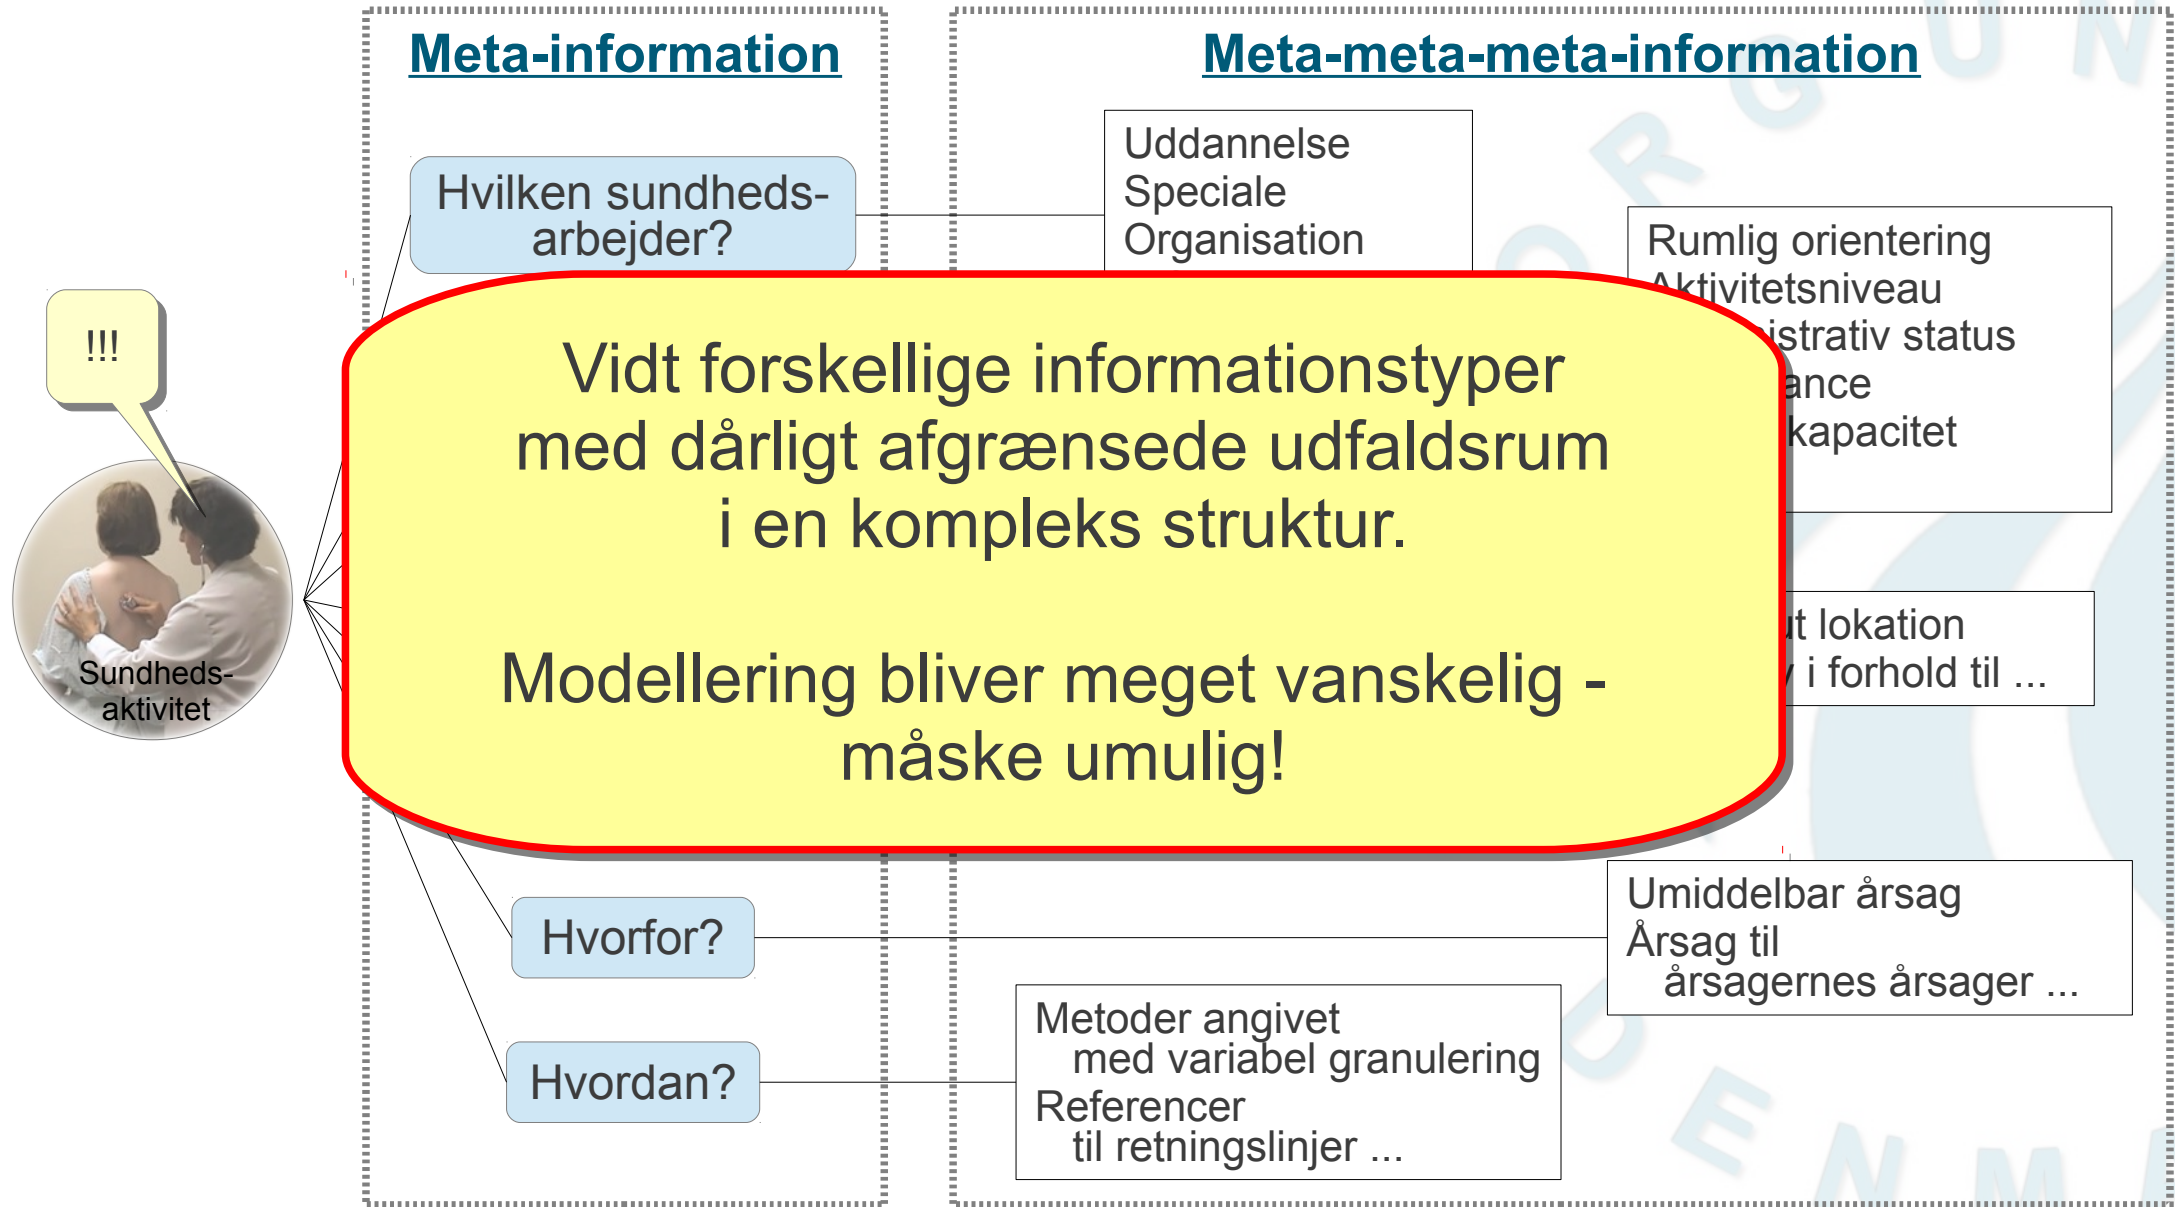 Meta-information
Meta-meta-meta-information
Hvilken sundheds-
arbejder?
Uddannelse
Speciale
Organisation
Rumlig orientering
Aktivitetsniveau
status
kapacitet
!!!
Sundheds-
aktivitet
Vidt forskellige informationstyper
med dårligt afgrænsede udfaldsrum
i en kompleks struktur.
Modellering bliver meget vanskelig -
måske umulig!
lokation
i forhold til ...
Hvorfor?
Umiddelbar årsag
Årsag til
årsagernes årsager ...
Hvordan?
Metoder angivet
med variabel granulering
Referencer
til retningslinjer ...